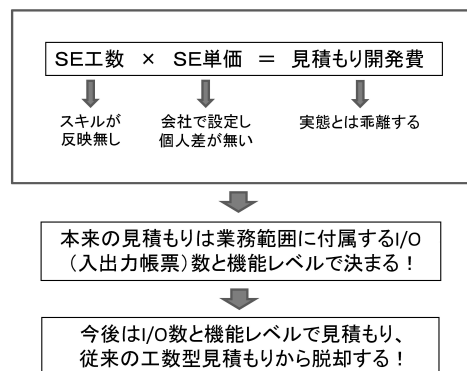 SE工数 × SE単価 = 見積もり開発費
スキルが
反映無し
会社で設定し
個人差が無い
実態とは乖離する
本来の見積もりは業務範囲に付属するI/O
（入出力帳票）数と機能レベルで決まる！
今後はI/O数と機能レベルで見積もり、
従来の工数型見積もりから脱却する！